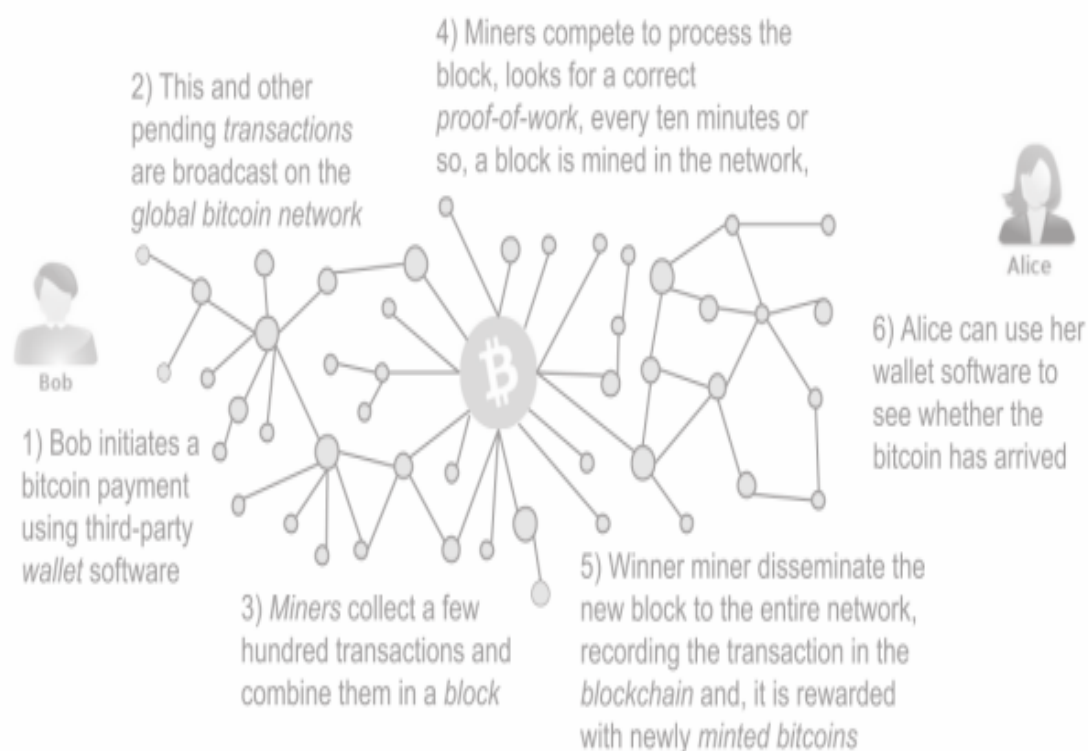 Bob
1) Bob initiates a
bitcoin payment
using third-party
wallet software
2) This and other
pending transactions
are broadcast on the
global bitcoin network
3) Miners collect a few
hundred transactions and
combine them in a block
4) Miners compete to process the
block, looks for a correct
proof-of-work, every ten minutes or
so, a block is mined in the network,
5) Winner miner disseminate the
new block to the entire network,
recording the transaction in the
blockchain and, it is rewarded
with newly minted bitcoins
Alice
6) Alice can use her
wallet software to
see whether the
bitcoin has arrived